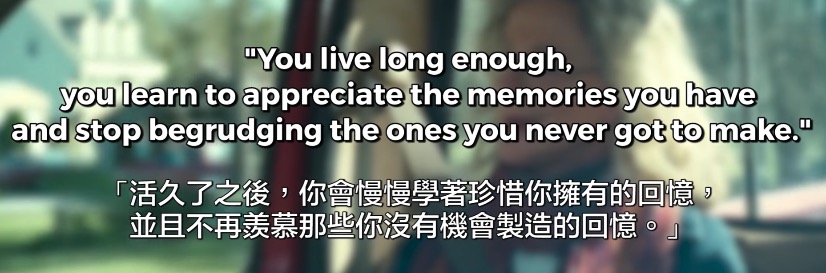 "You live long enough,
you learn to appreciate the memories you have
and stop begrudging the ones you never got to make."
「活久了之後，你會慢慢學著珍惜你擁有的回憶，
並且不再羨慕那些你沒有機會製造的回憶。」